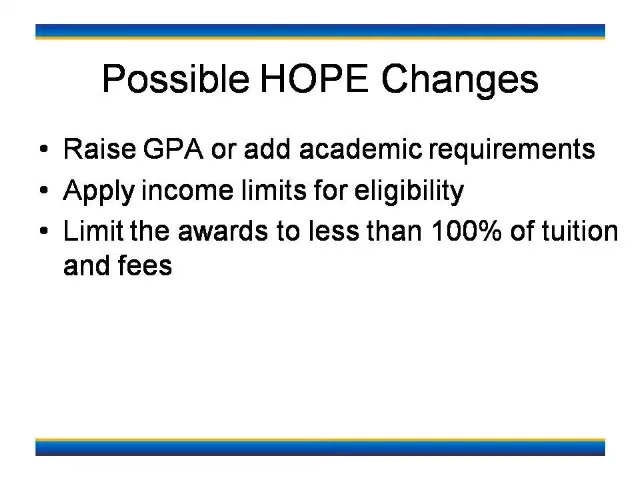 Possible HOPE Changes
• Raise GPA or add academic requirements
• Apply income limits for eligibility
• Limit the awards to less than 100% of tuition
and fees